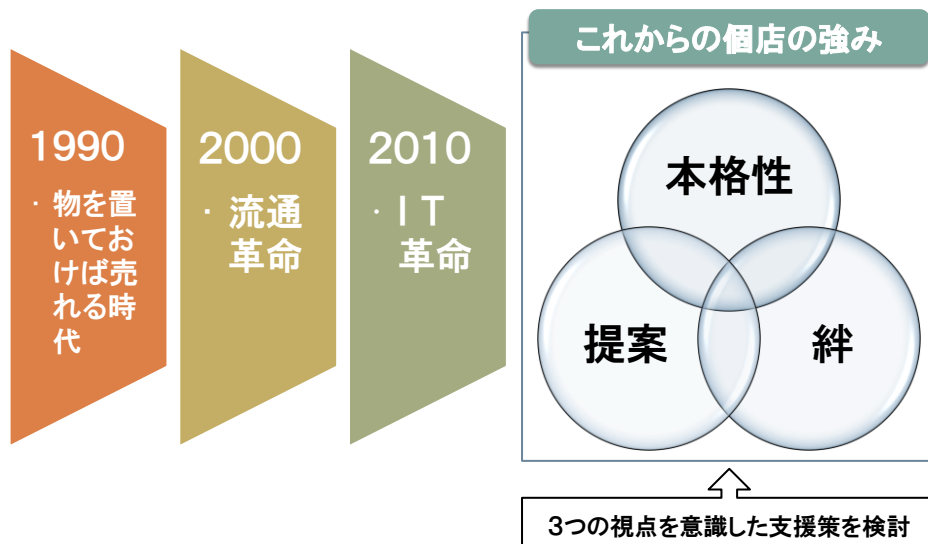 これからの個店の強み
1990
· 物を置
いてお
けば売
れる時
代
2000
· 流通
革命
2010
· IT
革命
本格性
提案
絆
3つの視点を意識した支援策を検討